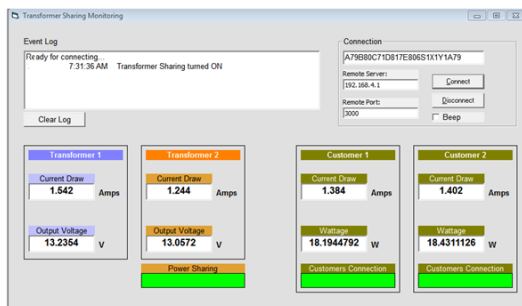 Transformer Sharing Monitoring
Event Log
Ready for connecting...
7:31:36 AM Transformer Sharing turned ON
Clear Log
Connection
A79B80C71D817E806S1X1Y1A79
Remote Server:
192.168.4.1
Connect
Remote Port:
3000
Disconnect
Beep
Transformer 1
Current Draw
1.542 Amps
Output Voltage
13.2354 V
Transformer 2
Current Draw
1.244 Amps
Output Voltage
13.0572 V
Power Sharing
Customer 1
Current Draw
1.384 Amps
Wattage
18.1944792 W
Customers Connection
Customer 2
Current Draw
1.402 Amps
Wattage
18.4311126 W
Customers Connection